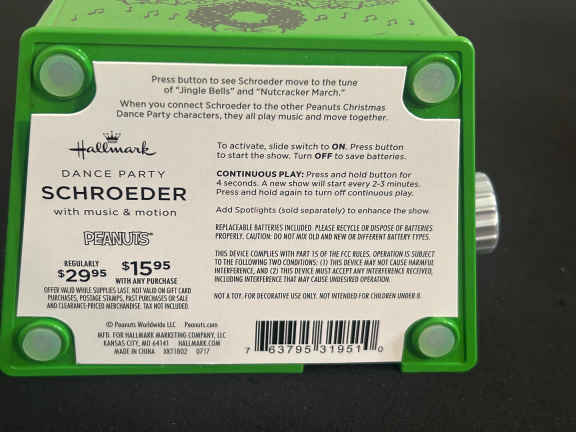 Press button to see Schroeder move to the tune
of "Jingle Bells" and "Nutcracker March."
When you connect Schroeder to the other Peanuts Christmas
Dance Party characters, they all play music and move together.
Hallmark
DANCE PARTY
SCHROEDER
with music & motion
PEANUTS
REGULARLY
$29.95
$15.95
WITH ANY PURCHASE
OFFER VALID WHILE SUPPLIES LAST. NOT VALID ON GIFT CARD
PURCHASES, POSTAGE STAMPS, PAST PURCHASES OR SALE
AND CLEARANCE-PRICED MERCHANDISE. TAX NOT INCLUDED.
To activate, slide switch to ON. Press button
to start the show. Turn OFF to save batteries.
CONTINUOUS PLAY: Press and hold button for
4 seconds. A new show will start every 2-3 minutes.
Press and hold again to turn off continuous play.
Add Spotlights (sold separately) to enhance the show.
REPLACEABLE BATTERIES INCLUDED. PLEASE RECYCLE OR DISPOSE OF BATTERIES
PROPERLY. CAUTION: DO NOT MIX OLD AND NEW OR DIFFERENT BATTERY TYPES.
THIS DEVICE COMPLIES WITH PART 15 OF THE FCC RULES. OPERATION IS SUBJECT
TO THE FOLLOWING TWO CONDITIONS: (1) THIS DEVICE MAY NOT CAUSE HARMFUL
INTERFERENCE, AND (2) THIS DEVICE MUST ACCEPT ANY INTERFERENCE RECEIVED,
INCLUDING INTERFERENCE THAT MAY CAUSE UNDESIRED OPERATION.
NOT A TOY. FOR DECORATIVE USE ONLY. NOT INTENDED FOR CHILDREN UNDER 8.
© Peanuts Worldwide LLC Peanuts.com
MFG. FOR HALLMARK MARKETING COMPANY, LLC
KANSAS CITY, MO 64141 HALLMARK.COM
MADE IN CHINA XKT1802 0717
7 63795 31951 0